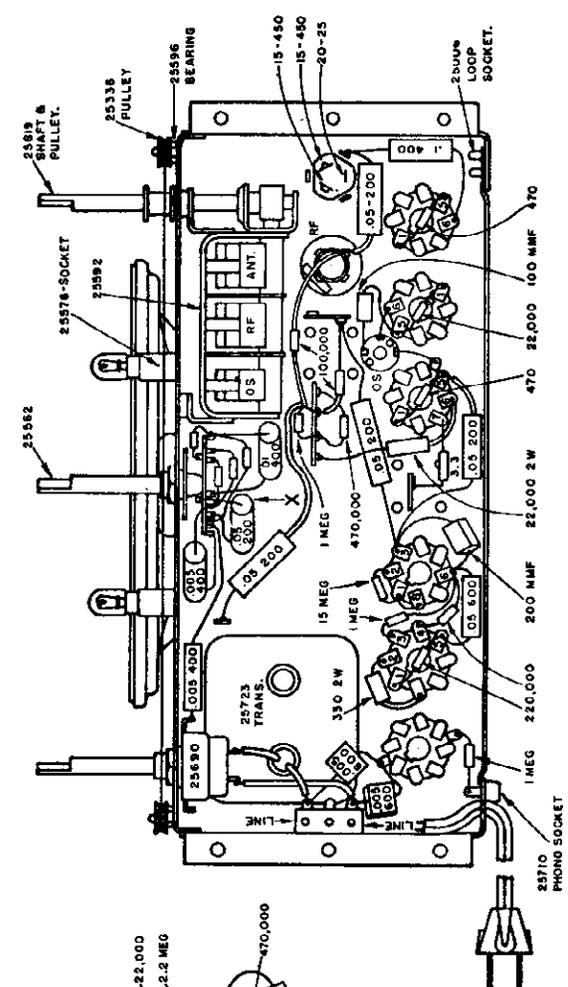 15-450
15-450
20-25
25596
BEARING
25336
PULLEY
25619
SHAFT &
PULLEY.
LOOP
SOCKET.
.1 400
.05-200
RF
470
25576-SOCKET
25592
ANT.
RF
OS
100 MMF
22,000
100,000
OS
470
25562
.01
400
.05
200
.05 200
.05 200
3.3
X
1 MEG
470,000
22,000 2W
.005
400
.05 200
15 MEG
1 MEG
200 MMF
.05 600
.005 400
25723
TRANS.
330 2W
220,000
25690
.005
600
.005
600
1 MEG
LINE
LINE
25710
PHONO SOCKET
22,000
2.2 MEG
470,000